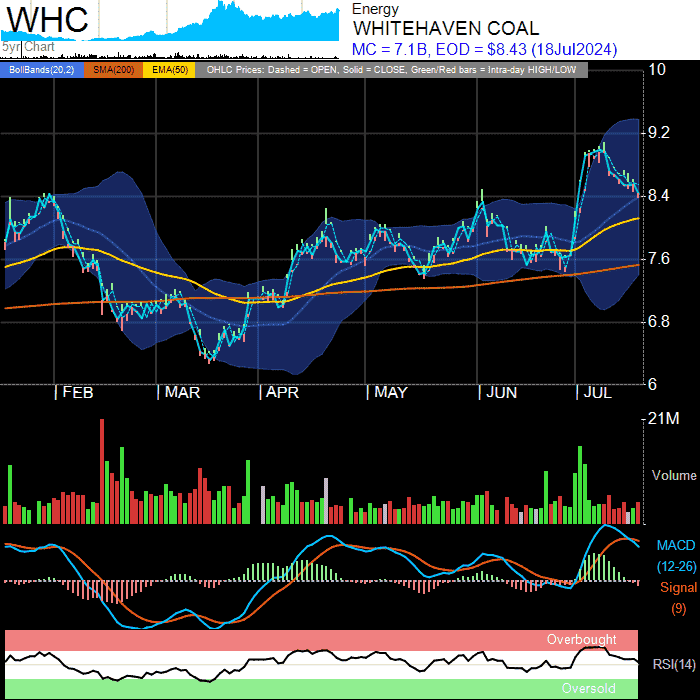 WHC
5yr Chart
Energy
WHITEHAVEN COAL
MC = 7.1B, EOD = $8.43 (18Jul2024)
BollBands(20,2) SMA(200) EMA(50) OHLC Prices: Dashed = OPEN, Solid = CLOSE, Green/Red bars = Intra-day HIGH/LOW
10
9.2
8.4
7.6
6.8
6
| FEB | MAR | APR | MAY | JUN | JUL
21M
Volume
MACD
(12-26)
Signal
(9)
Overbought
RSI(14)
Oversold